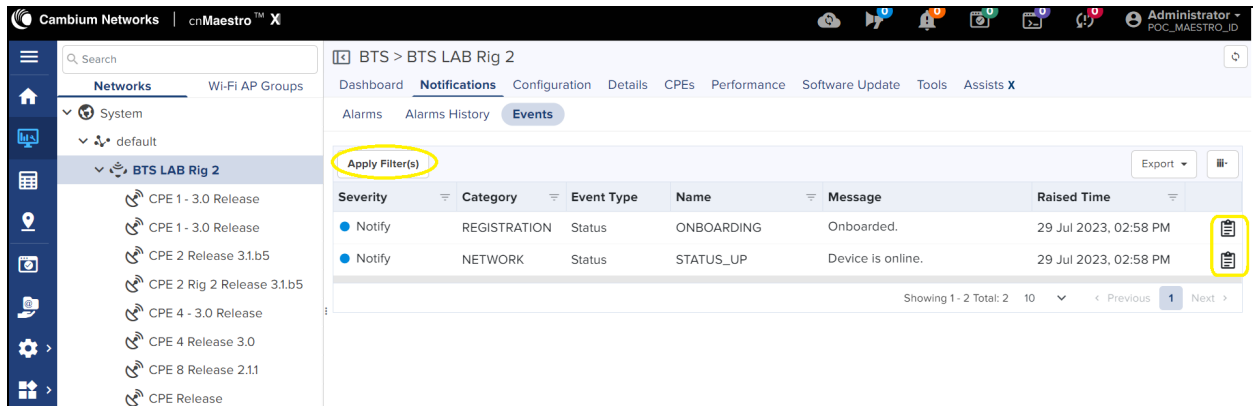 Cambium Networks | cnMaestro™ X
0 0 0 0 0
Administrator
POC_MAESTRO_ID
Search
Networks Wi-Fi AP Groups
System
default
BTS LAB Rig 2
CPE 1 - 3.0 Release
CPE 1 - 3.0 Release
CPE 2 Release 3.1.b5
CPE 2 Rig 2 Release 3.1.b5
CPE 4 - 3.0 Release
CPE 4 Release 3.0
CPE 8 Release 2.1.1
CPE Release
BTS > BTS LAB Rig 2
Dashboard Notifications Configuration Details CPEs Performance Software Update Tools Assists X
Alarms Alarms History Events
Apply Filter(s) Export
Severity Category Event Type Name Message Raised Time
Notify REGISTRATION Status ONBOARDING Onboarded. 29 Jul 2023, 02:58 PM
Notify NETWORK Status STATUS_UP Device is online. 29 Jul 2023, 02:58 PM
Showing 1 - 2 Total: 2 10 < Previous 1 Next >